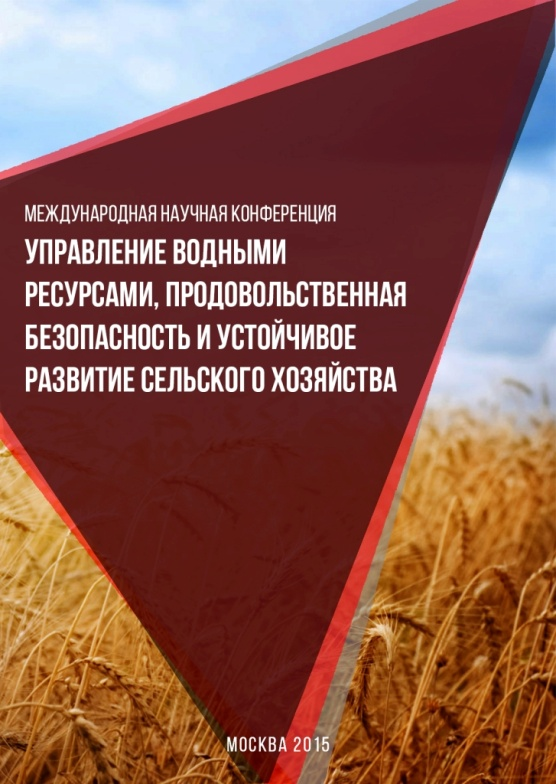 МЕЖДУНАРОДНАЯ НАУЧНАЯ КОНФЕРЕНЦИЯ
УПРАВЛЕНИЕ ВОДНЫМИ
РЕСУРСАМИ, ПРОДОВОЛЬСТВЕННАЯ
БЕЗОПАСНОСТЬ И УСТОЙЧИВОЕ
РАЗВИТИЕ СЕЛЬСКОГО ХОЗЯЙСТВА
МОСКВА 2015